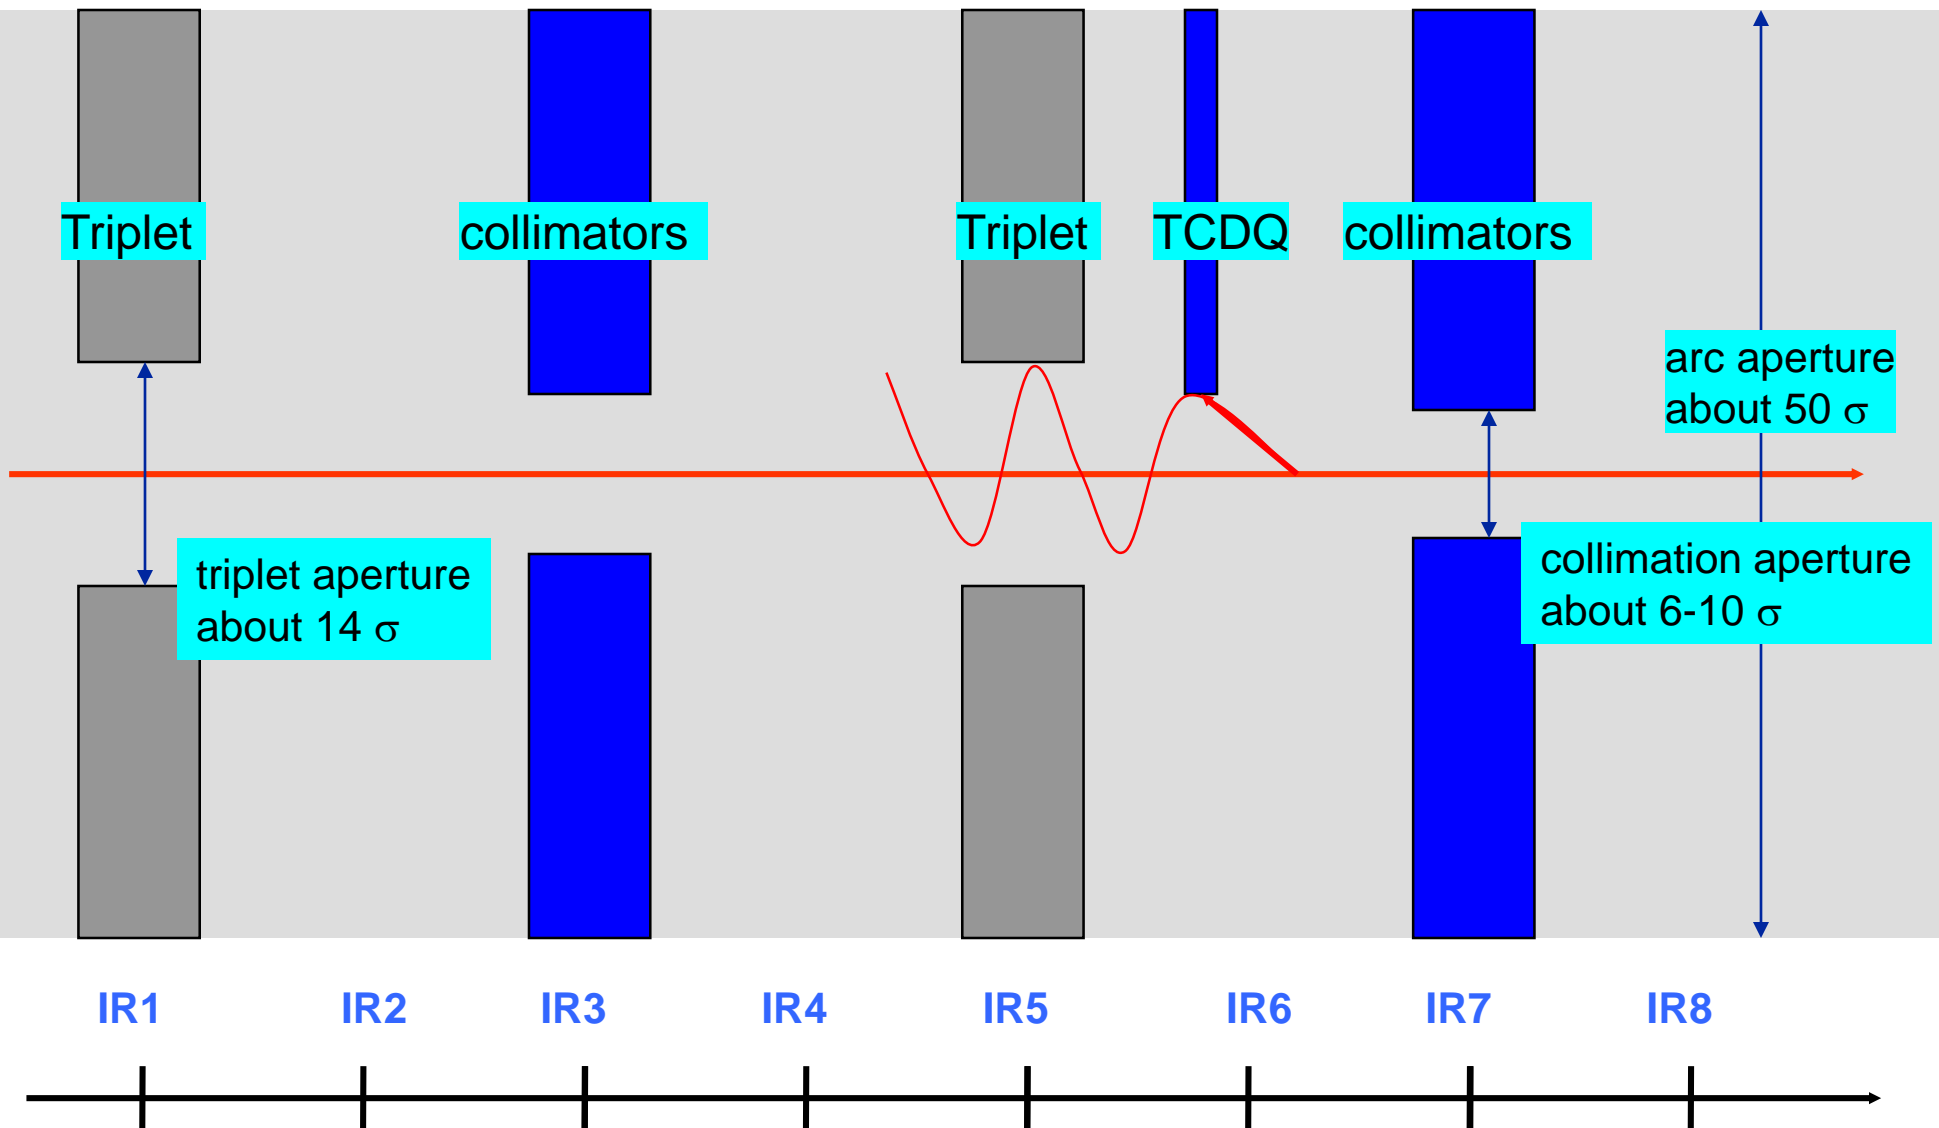 Triplet
collimators
Triplet
TCDQ
collimators
arc aperture
about 50 σ
triplet aperture
about 14 σ
collimation aperture
about 6-10 σ
IR1
IR2
IR3
IR4
IR5
IR6
IR7
IR8